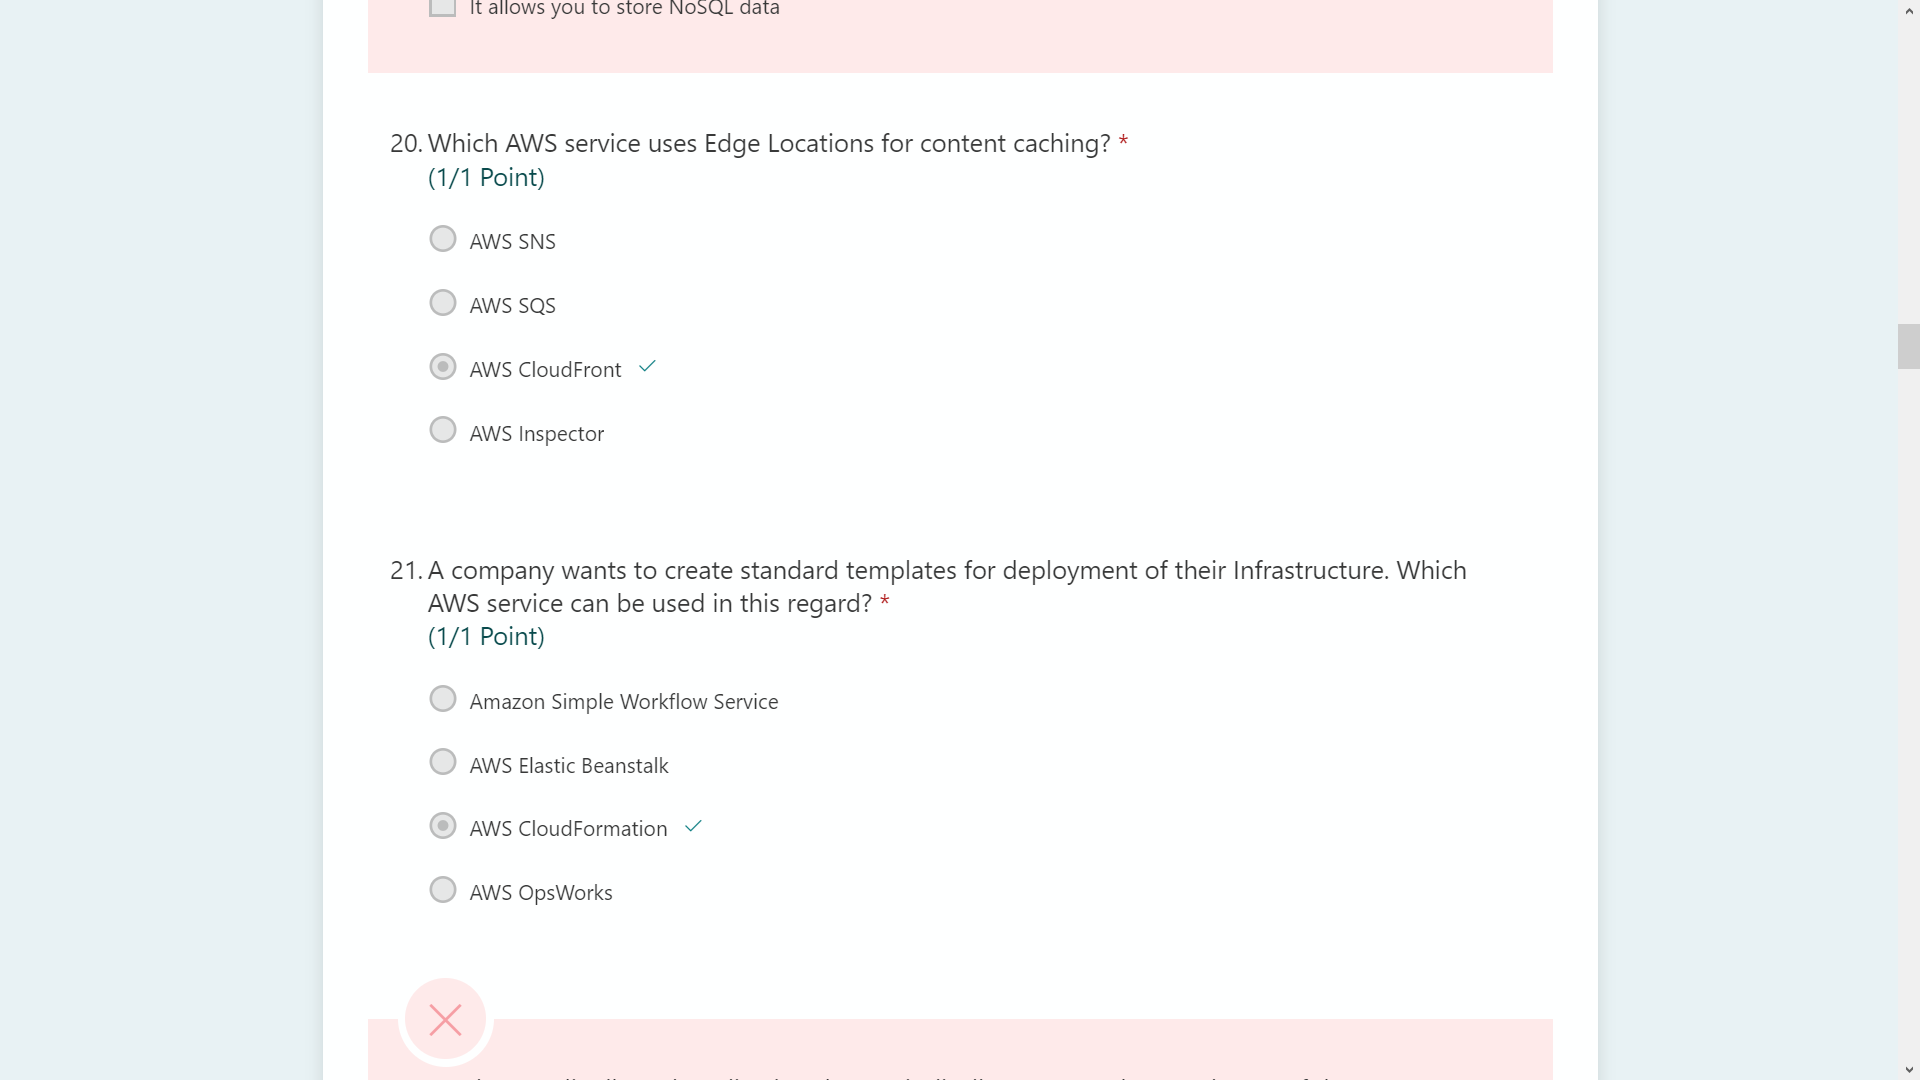 It allows you to store NoSQL data
20. Which AWS service uses Edge Locations for content caching? *
(1/1 Point)
AWS SNS
AWS SQS
AWS CloudFront
AWS Inspector
21. A company wants to create standard templates for deployment of their Infrastructure. Which
AWS service can be used in this regard? *
(1/1 Point)
Amazon Simple Workflow Service
AWS Elastic Beanstalk
AWS CloudFormation
AWS OpsWorks